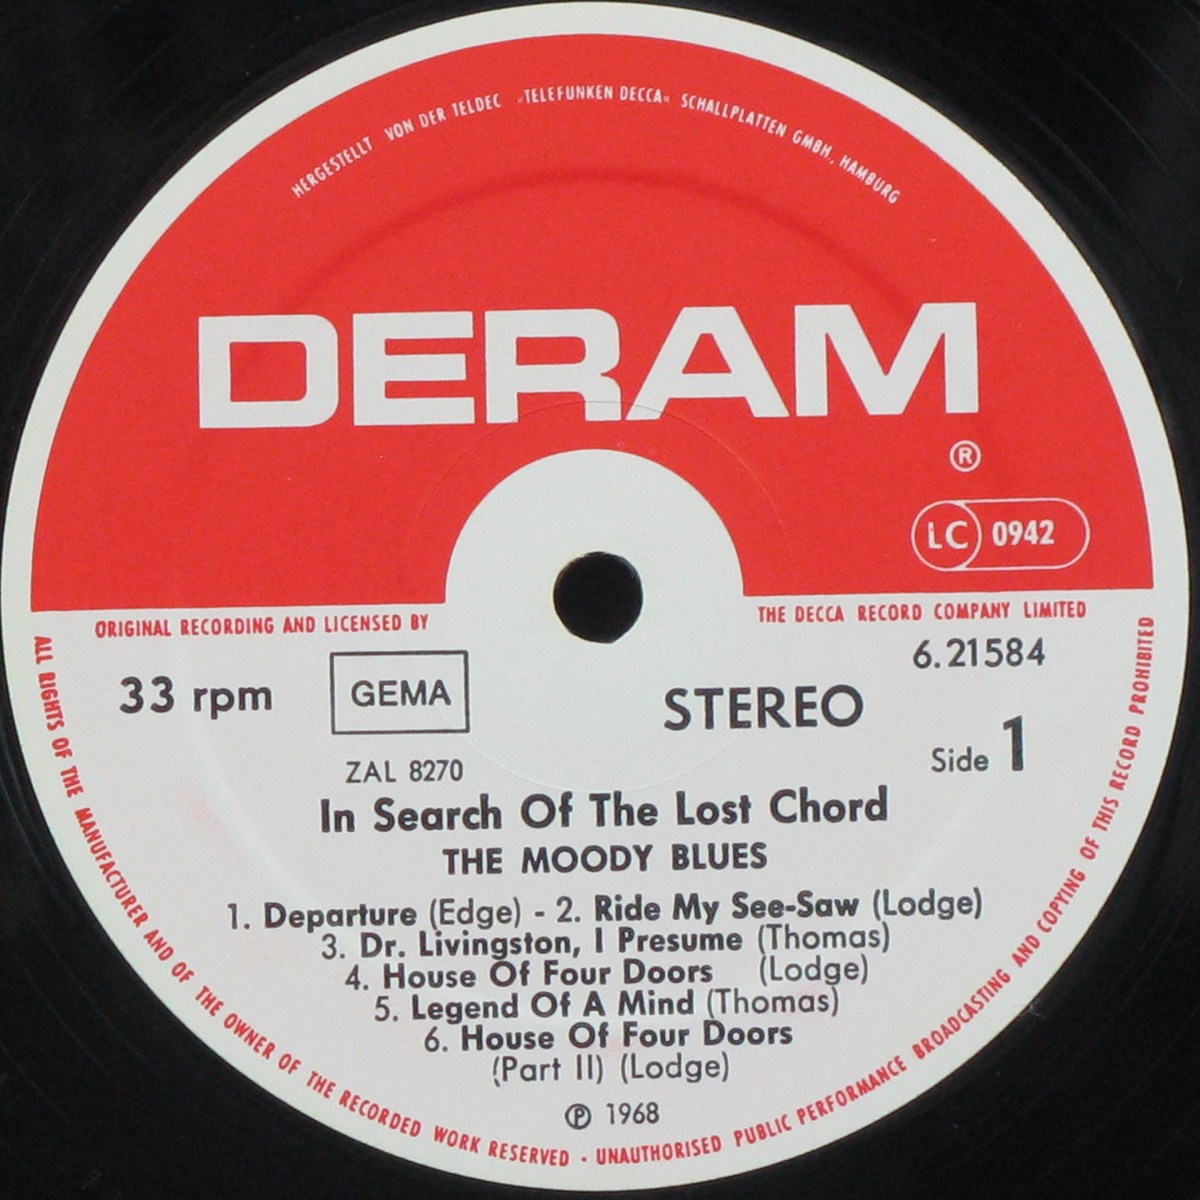 HERGESTELLT VON DER TELDEC »TELEFUNKEN DECCA« SCHALLPLATTEN GMBH, HAMBURG
DERAM
®
LC 0942
ORIGINAL RECORDING AND LICENSED BY THE DECCA RECORD COMPANY LIMITED
33 rpm
GEMA
STEREO
6.21584
Side 1
ZAL 8270
In Search Of The Lost Chord
THE MOODY BLUES
1. Departure (Edge) - 2. Ride My See-Saw (Lodge)
3. Dr. Livingston, I Presume (Thomas)
4. House Of Four Doors (Lodge)
5. Legend Of A Mind (Thomas)
6. House Of Four Doors
(Part II) (Lodge)
℗ 1968
ALL RIGHTS OF THE MANUFACTURER AND OF THE OWNER OF THE RECORDED WORK RESERVED · UNAUTHORISED PUBLIC PERFORMANCE BROADCASTING AND COPYING OF THIS RECORD PROHIBITED